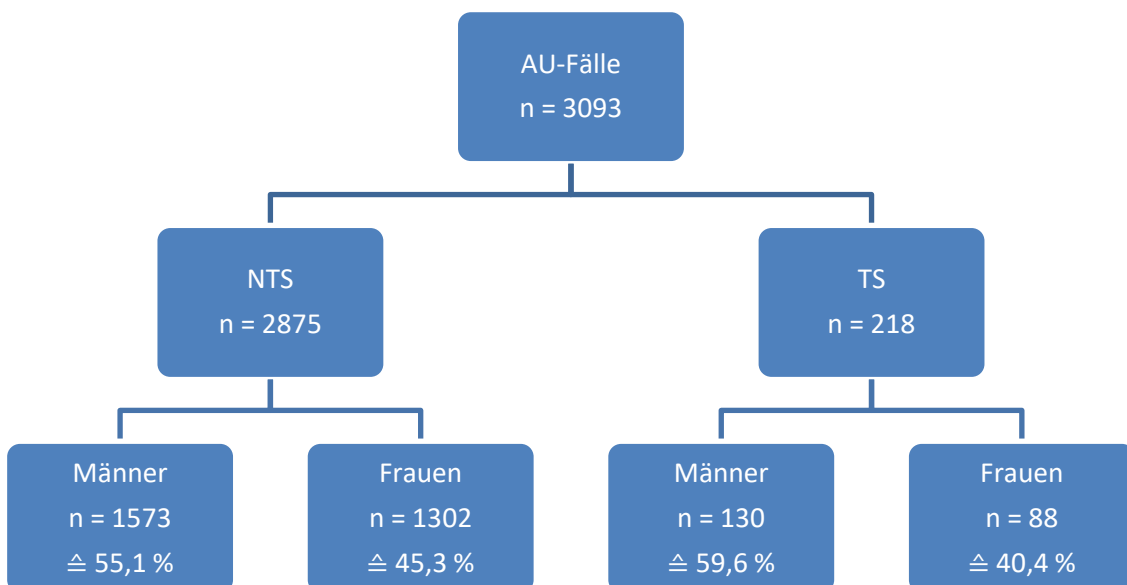 AU-Fälle
n = 3093
NTS
n = 2875
TS
n = 218
Männer
n = 1573
≙ 55,1 %
Frauen
n = 1302
≙ 45,3 %
Männer
n = 130
≙ 59,6 %
Frauen
n = 88
≙ 40,4 %